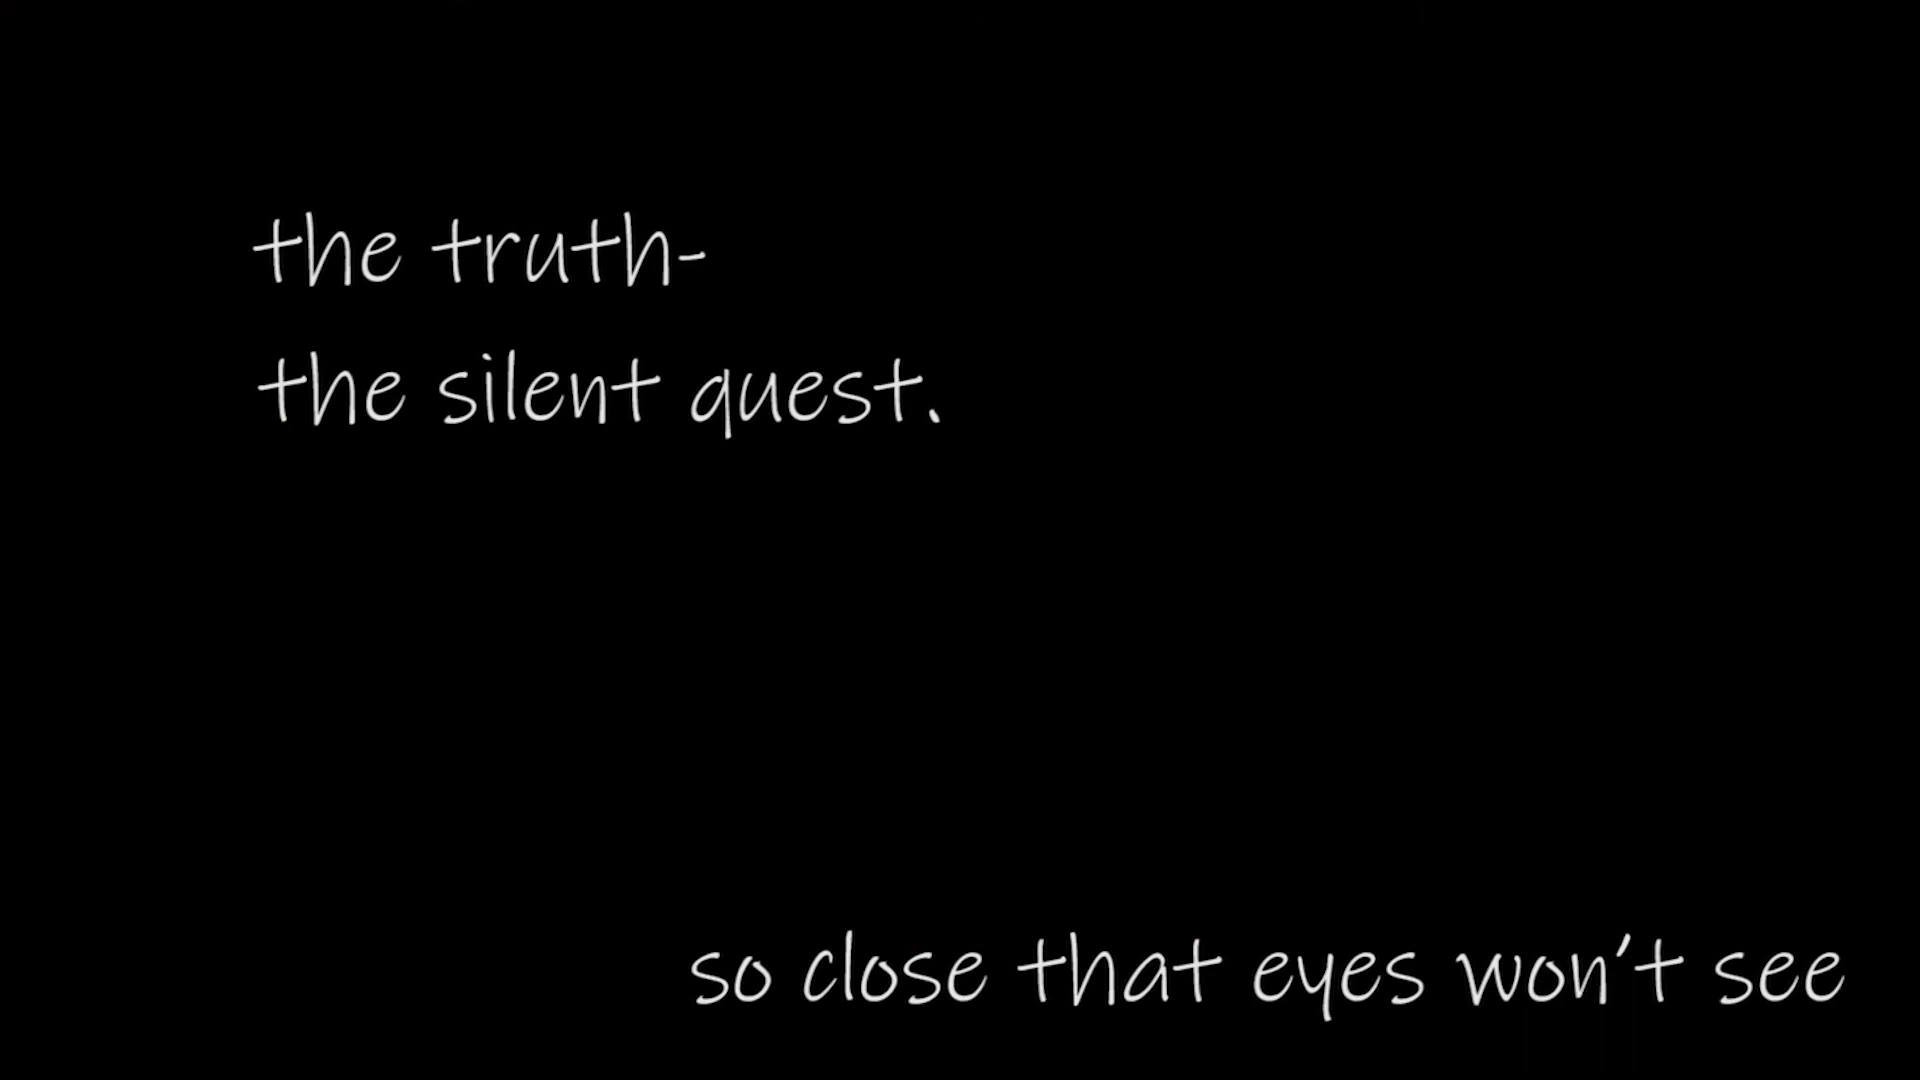 the truth-
the silent quest.
so close that eyes won't see